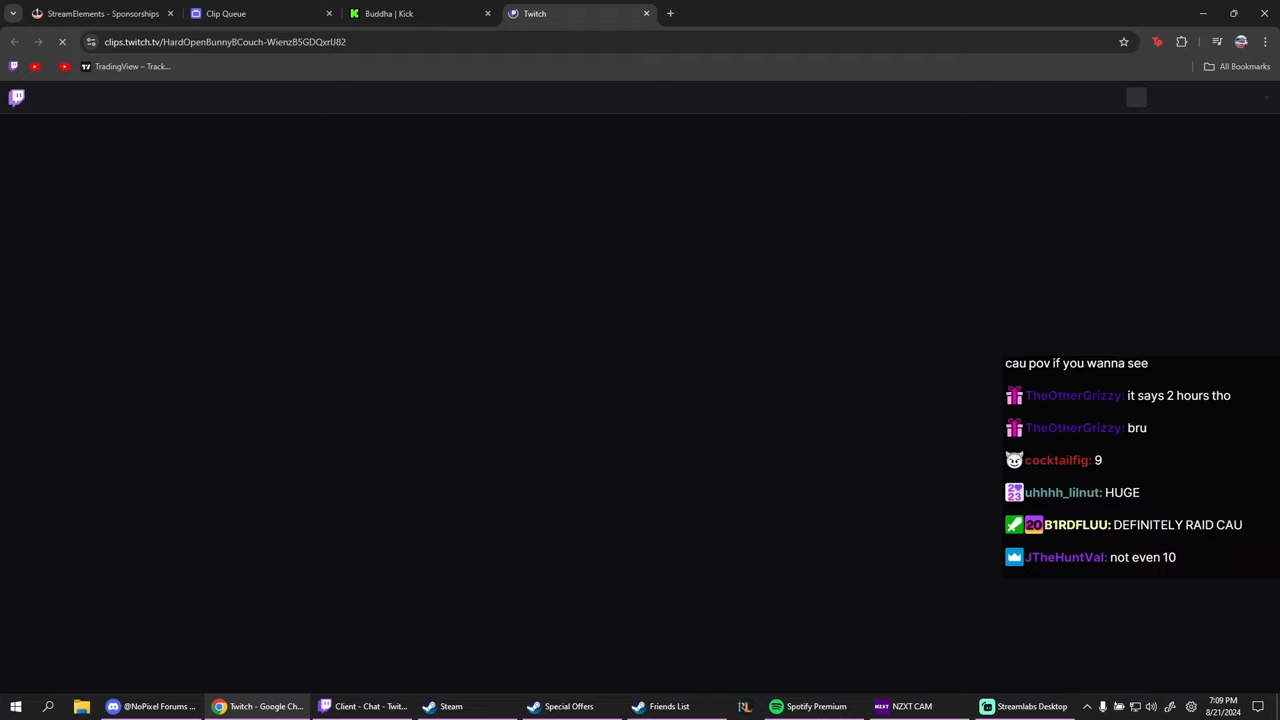 StreamElements - Sponsorships
Clip Queue
Buddha | Kick
Twitch
clips.twitch.tv/HardOpenBunnyBCouch-WienzB5GDQxrlJ82
TradingView – Track...
All Bookmarks
cau pov if you wanna see
TheOtherGrizzy: it says 2 hours tho
TheOtherGrizzy: bru
cocktailfig: 9
uhhhh_lilnut: HUGE
20 B1RDFLUU: DEFINITELY RAID CAU
JTheHuntVal: not even 10
@NoPixel Forums ...
Twitch - Google Ch...
Client - Chat - Twit...
Steam
Special Offers
Friends List
Spotify Premium
NZXT CAM
Streamlabs Desktop
7:09 PM
8/21/2024